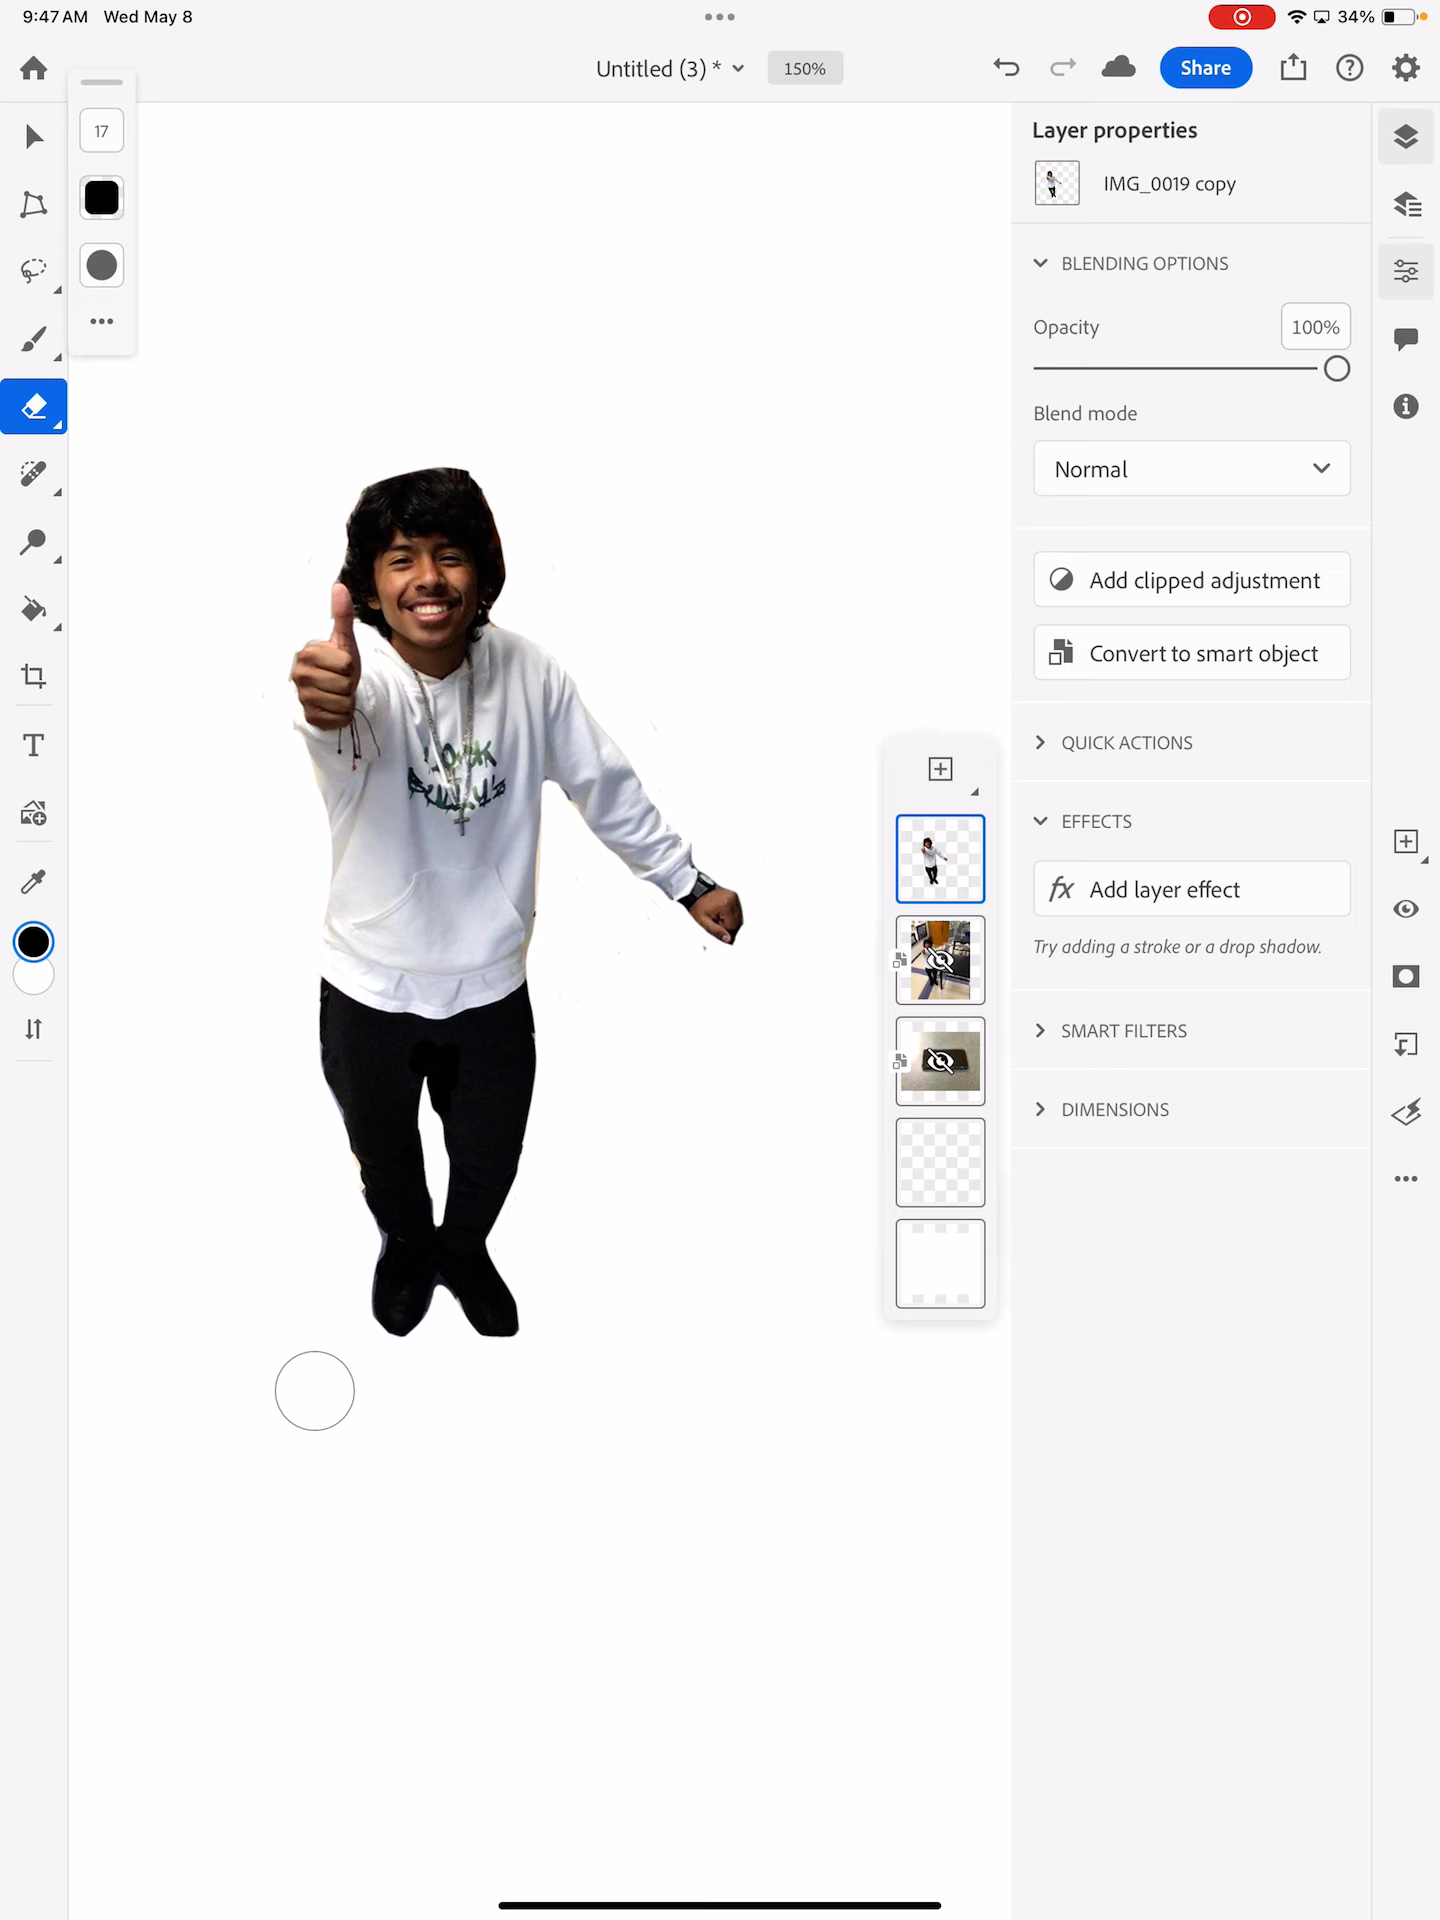 9:47 AM Wed May 8
34%
Untitled (3) *
150%
Share
17
Layer properties
IMG_0019 copy
BLENDING OPTIONS
Opacity
100%
Blend mode
Normal
Add clipped adjustment
Convert to smart object
QUICK ACTIONS
EFFECTS
fx Add layer effect
Try adding a stroke or a drop shadow.
SMART FILTERS
DIMENSIONS
T